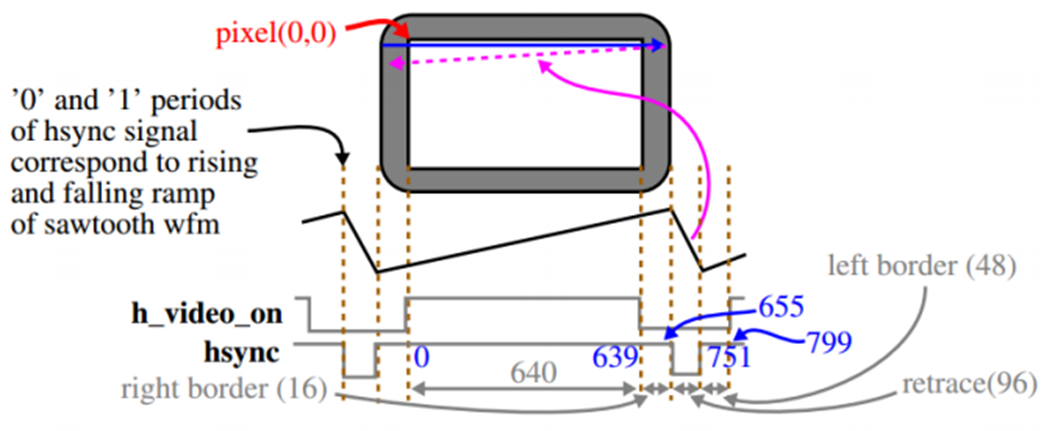 pixel(0,0)
’0’ and ’1’ periods
of hsync signal
correspond to rising
and falling ramp
of sawtooth wfm
left border (48)
h_video_on
655
hsync
0
639
751
799
640
right border (16)
retrace(96)